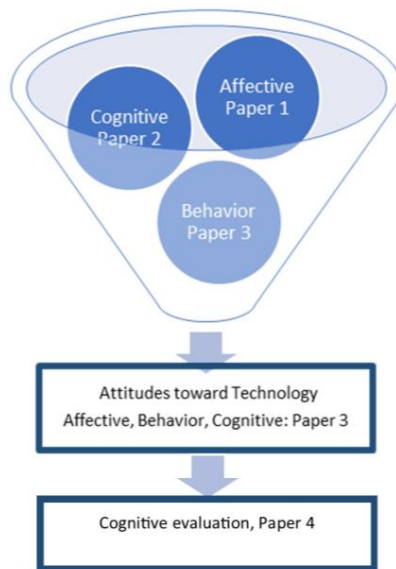 Affective
Paper 1
Cognitive
Paper 2
Behavior
Paper 3
Attitudes toward Technology
Affective, Behavior, Cognitive: Paper 3
Cognitive evaluation, Paper 4